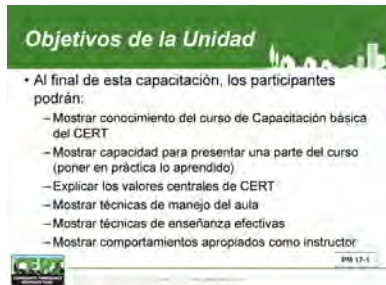 Objetivos de la Unidad
• Al final de esta capacitación, los participantes
podrán:
– Mostrar conocimiento del curso de Capacitación básica
del CERT
– Mostrar capacidad para presentar una parte del curso
(poner en práctica lo aprendido)
– Explicar los valores centrales de CERT
– Mostrar técnicas de manejo del aula
– Mostrar técnicas de enseñanza efectivas
– Mostrar comportamientos apropiados como instructor
CERT
PM 17-1